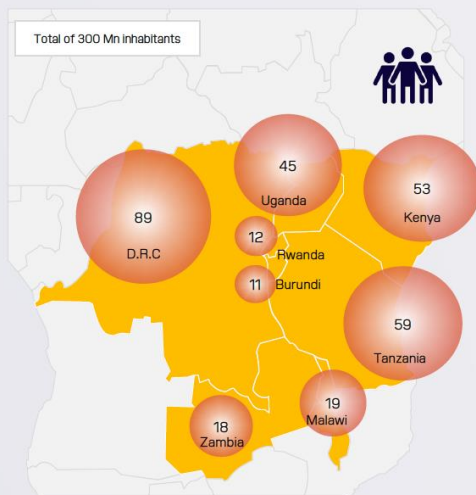 Total of 300 Mn inhabitants
45
Uganda
53
Kenya
89
D.R.C
12
Rwanda
11
Burundi
59
Tanzania
19
Malawi
18
Zambia